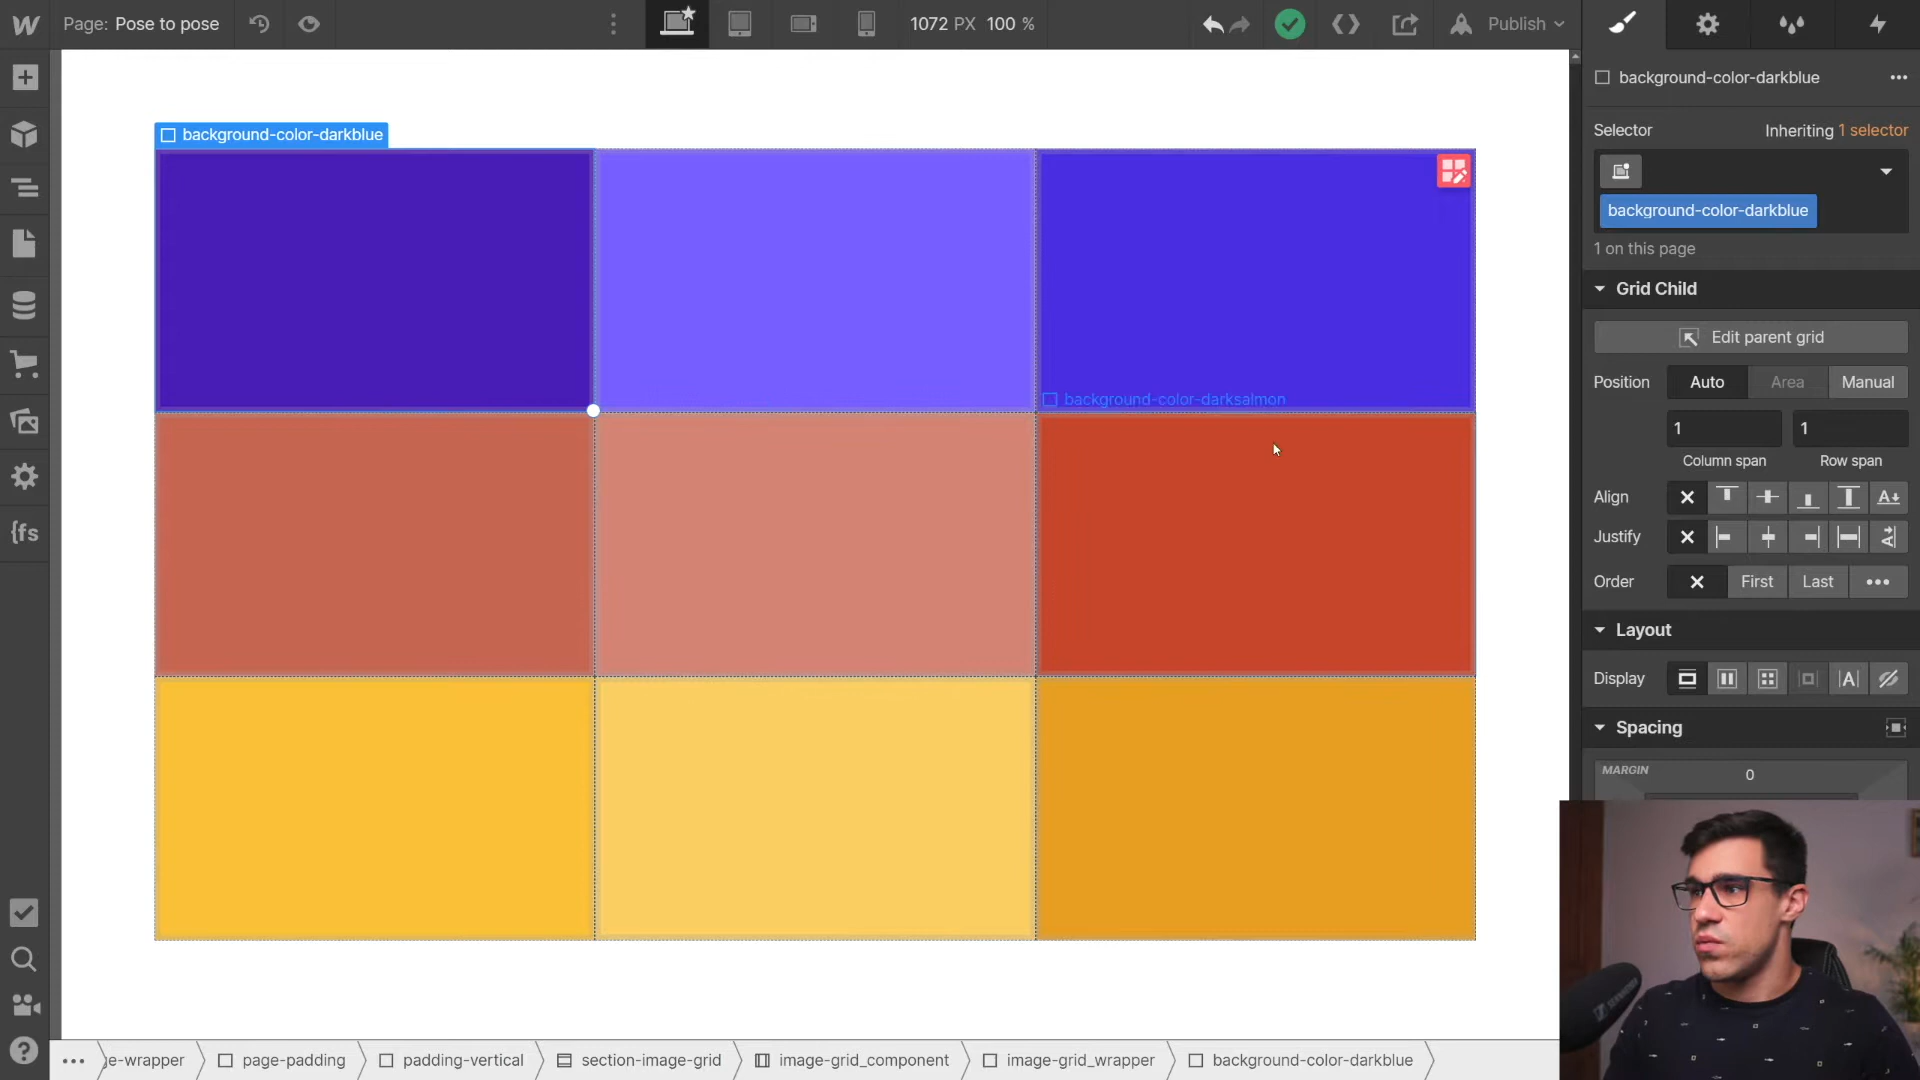 Page: Pose to pose
1072 PX 100 %
Publish
background-color-darkblue
background-color-darkblue
Selector
Inheriting 1 selector
background-color-darkblue
1 on this page
Grid Child
Edit parent grid
Position
Auto
Area
Manual
1
1
Column span
Row span
Align
Justify
Order
First
Last
Layout
Display
Spacing
MARGIN
0
background-color-darksalmon
{fs
SENNHEISER
e-wrapper
page-padding
padding-vertical
section-image-grid
image-grid_component
image-grid_wrapper
background-color-darkblue